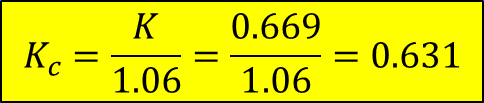 K_c = K/1.06 = 0.669/1.06 = 0.631